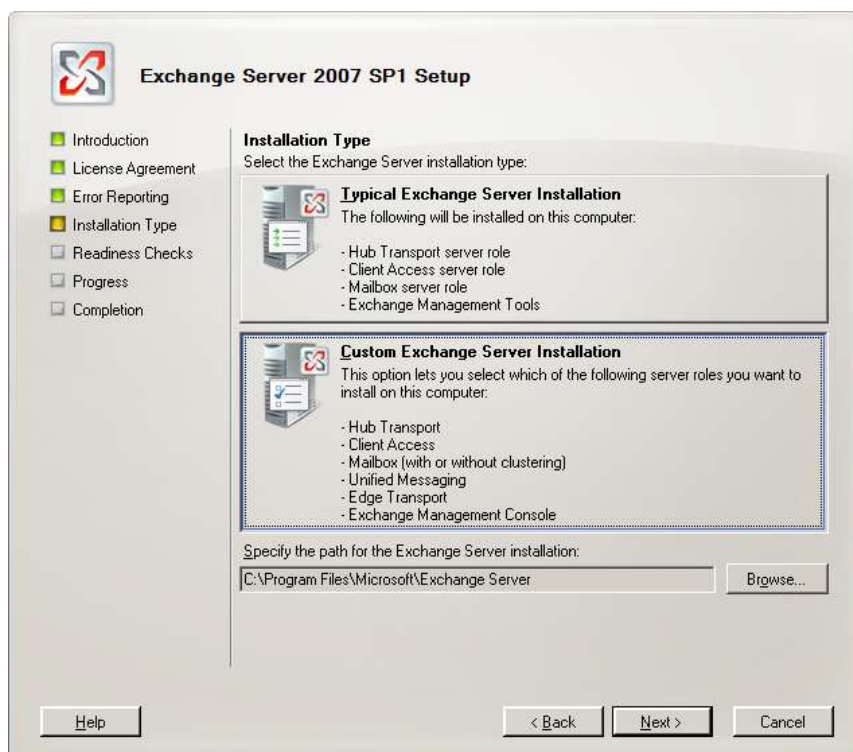 Exchange Server 2007 SP1 Setup
Introduction
License Agreement
Error Reporting
Installation Type
Readiness Checks
Progress
Completion
Installation Type
Select the Exchange Server installation type:
Typical Exchange Server Installation
The following will be installed on this computer:
- Hub Transport server role
- Client Access server role
- Mailbox server role
- Exchange Management Tools
Custom Exchange Server Installation
This option lets you select which of the following server roles you want to
install on this computer:
- Hub Transport
- Client Access
- Mailbox (with or without clustering)
- Unified Messaging
- Edge Transport
- Exchange Management Console
Specify the path for the Exchange Server installation:
C:\Program Files\Microsoft\Exchange Server
Browse...
Help
< Back
Next >
Cancel